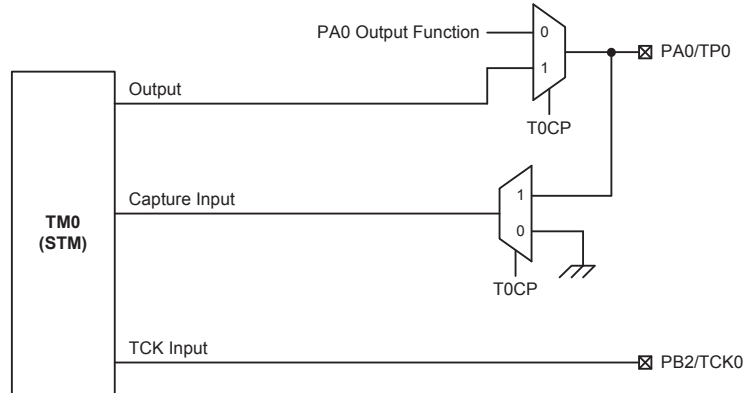 PA0 Output Function
0
1
PA0/TP0
T0CP
Output
Capture Input
1
0
T0CP
TM0
(STM)
TCK Input
PB2/TCK0